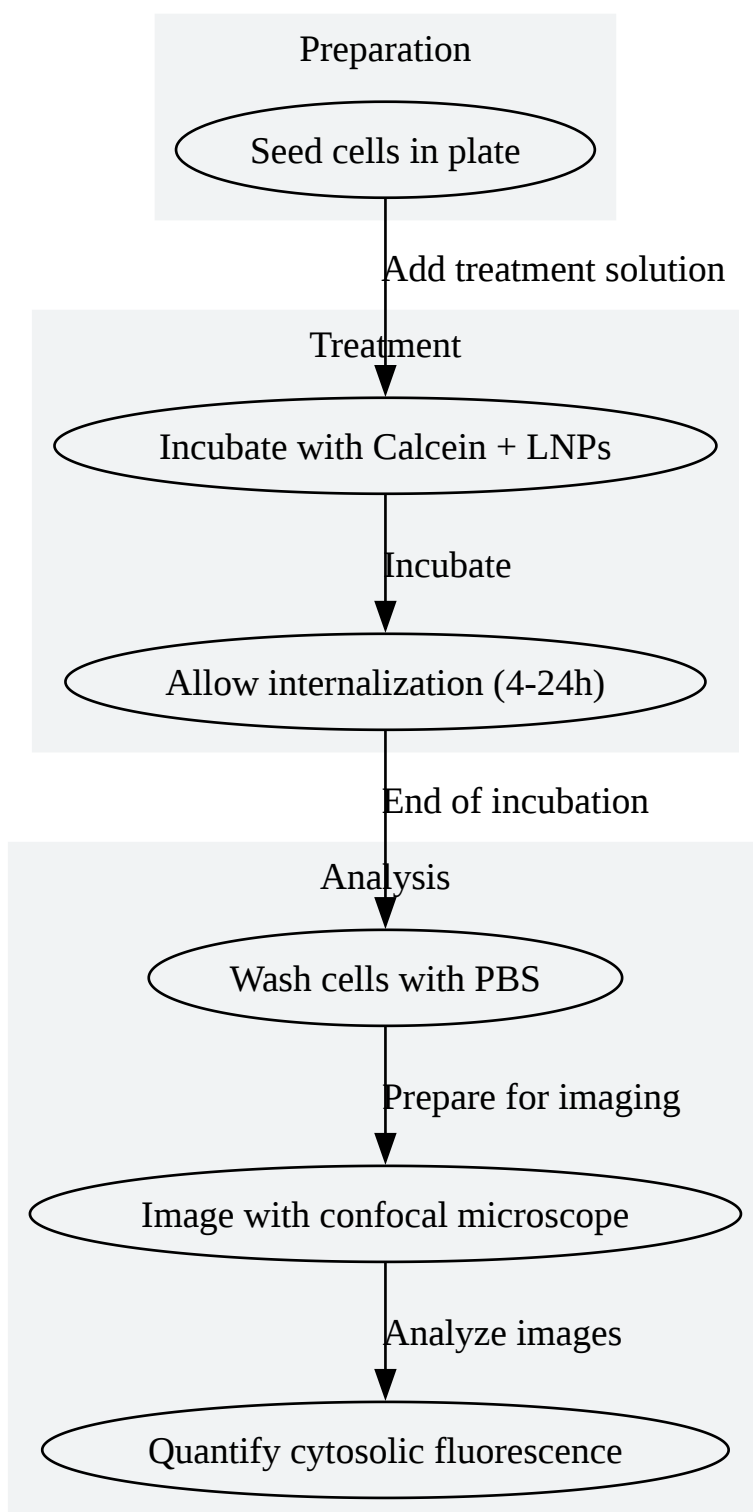 Preparation
Seed cells in plate
Add treatment solution
Treatment
Incubate with Calcein + LNPs
Incubate
Allow internalization (4-24h)
End of incubation
Analysis
Wash cells with PBS
Prepare for imaging
Image with confocal microscope
Analyze images
Quantify cytosolic fluorescence